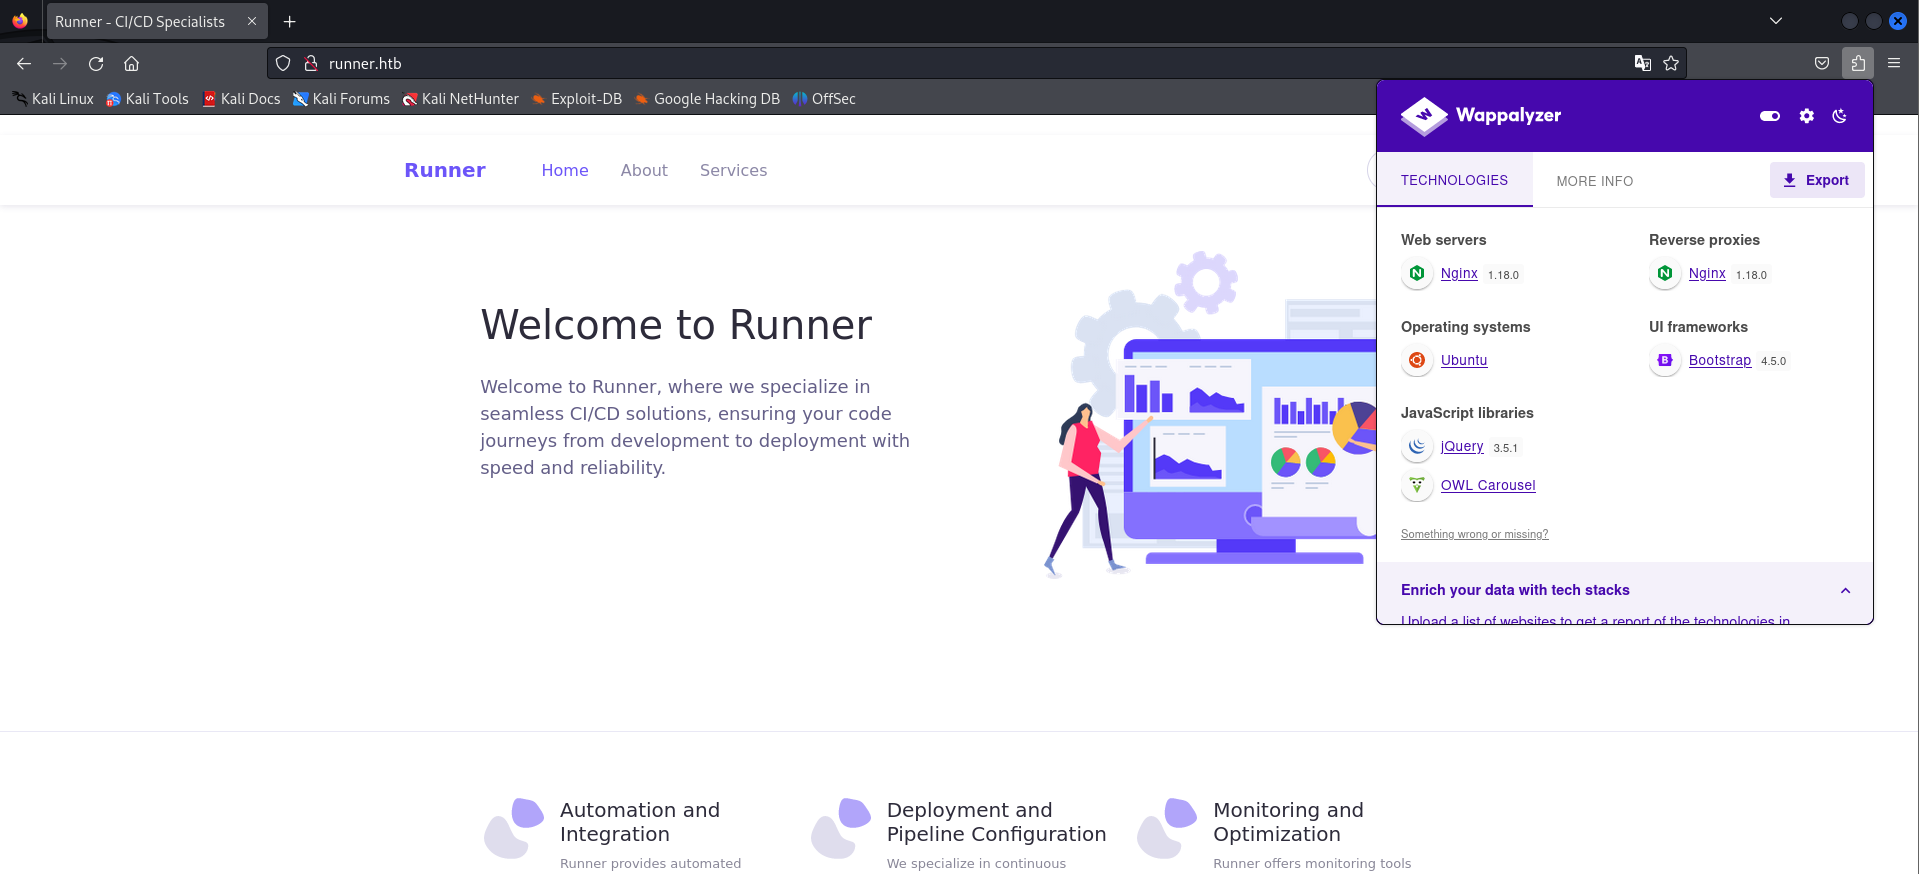 Runner - CI/CD Specialists
runner.htb
Kali Linux Kali Tools Kali Docs Kali Forums Kali NetHunter Exploit-DB Google Hacking DB OffSec
Wappalyzer
TECHNOLOGIES MORE INFO Export
Web servers
Nginx 1.18.0
Reverse proxies
Nginx 1.18.0
Operating systems
Ubuntu
UI frameworks
Bootstrap 4.5.0
JavaScript libraries
jQuery 3.5.1
OWL Carousel
Something wrong or missing?
Enrich your data with tech stacks
Upload a list of websites to get a report of the technologies in
Runner Home About Services
Welcome to Runner
Welcome to Runner, where we specialize in
seamless CI/CD solutions, ensuring your code
journeys from development to deployment with
speed and reliability.
Automation and
Integration
Runner provides automated
Deployment and
Pipeline Configuration
We specialize in continuous
Monitoring and
Optimization
Runner offers monitoring tools